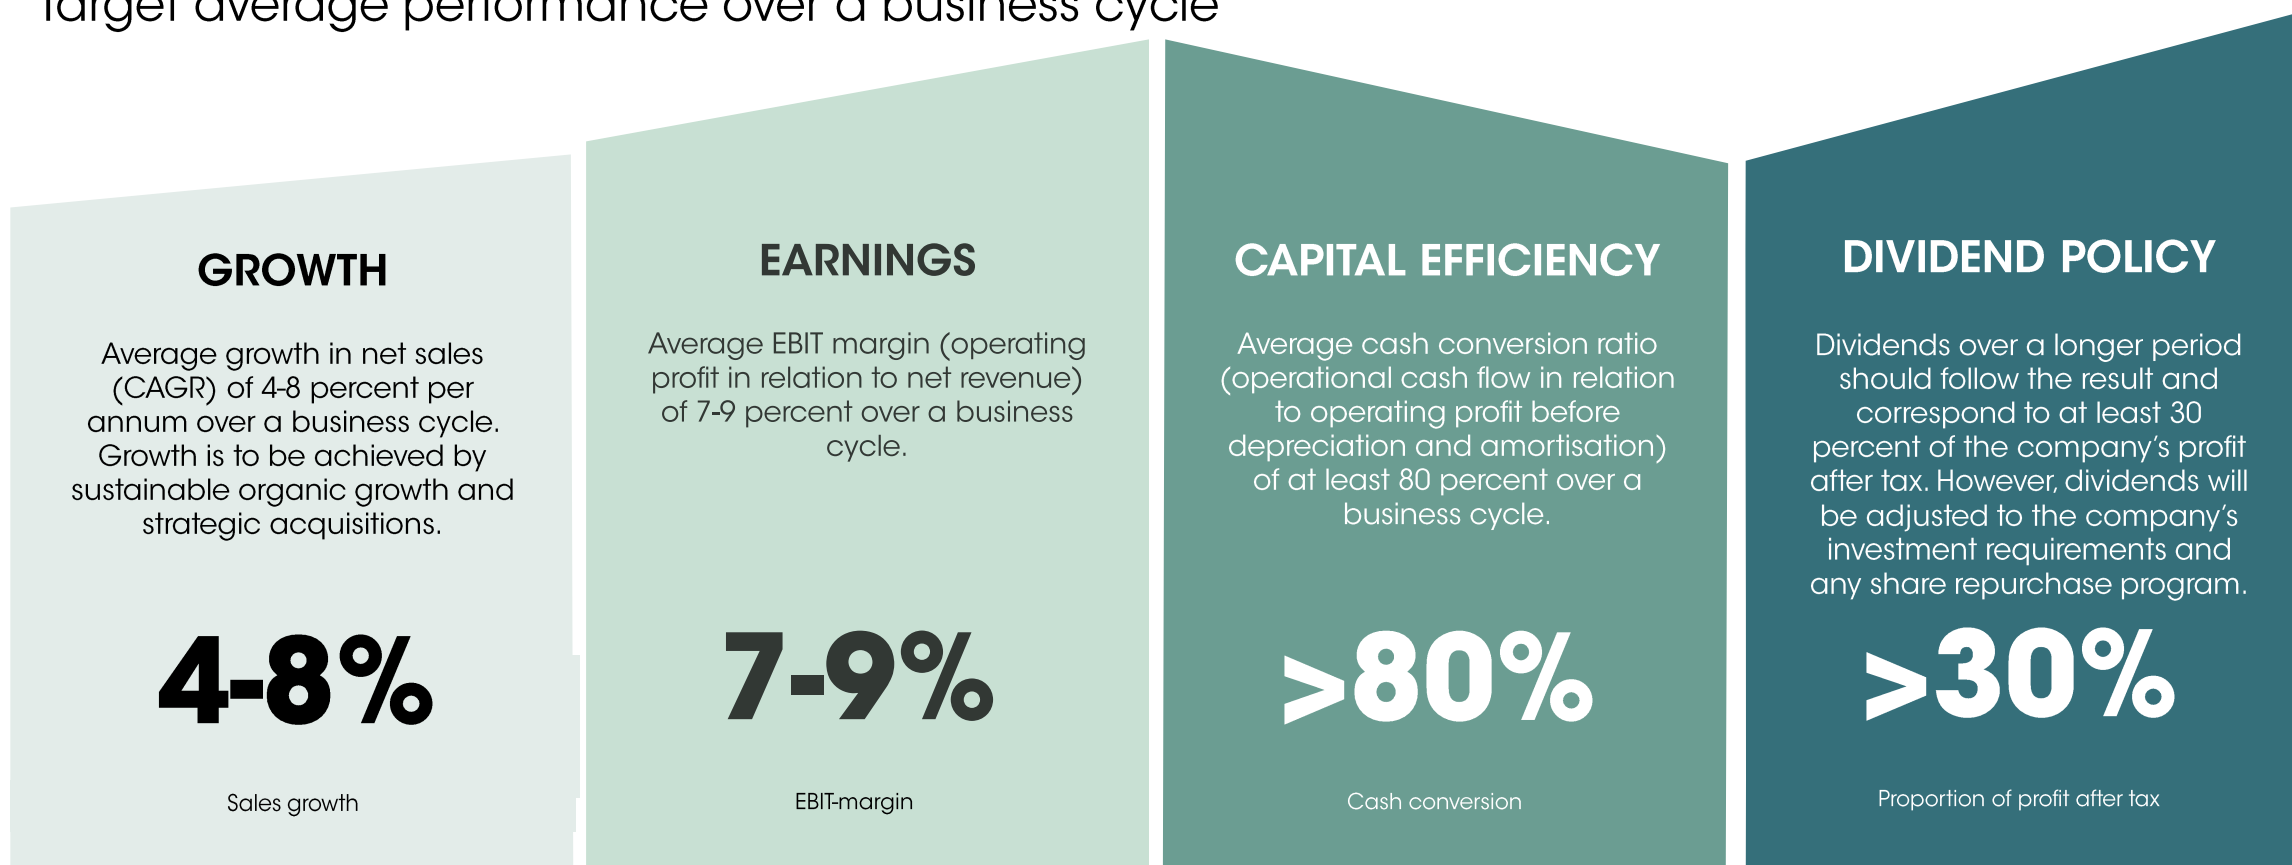 Target average performance over a business cycle
GROWTH
Average growth in net sales
(CAGR) of 4-8 percent per
annum over a business cycle.
Growth is to be achieved by
sustainable organic growth and
strategic acquisitions.
4-8%
Sales growth
EARNINGS
Average EBIT margin (operating
profit in relation to net revenue)
of 7-9 percent over a business
cycle.
7-9%
EBIT-margin
CAPITAL EFFICIENCY
Average cash conversion ratio
(operational cash flow in relation
to operating profit before
depreciation and amortisation)
of at least 80 percent over a
business cycle.
>80%
Cash conversion
DIVIDEND POLICY
Dividends over a longer period
should follow the result and
correspond to at least 30
percent of the company's profit
after tax. However, dividends will
be adjusted to the company's
investment requirements and
any share repurchase program.
>30%
Proportion of profit after tax